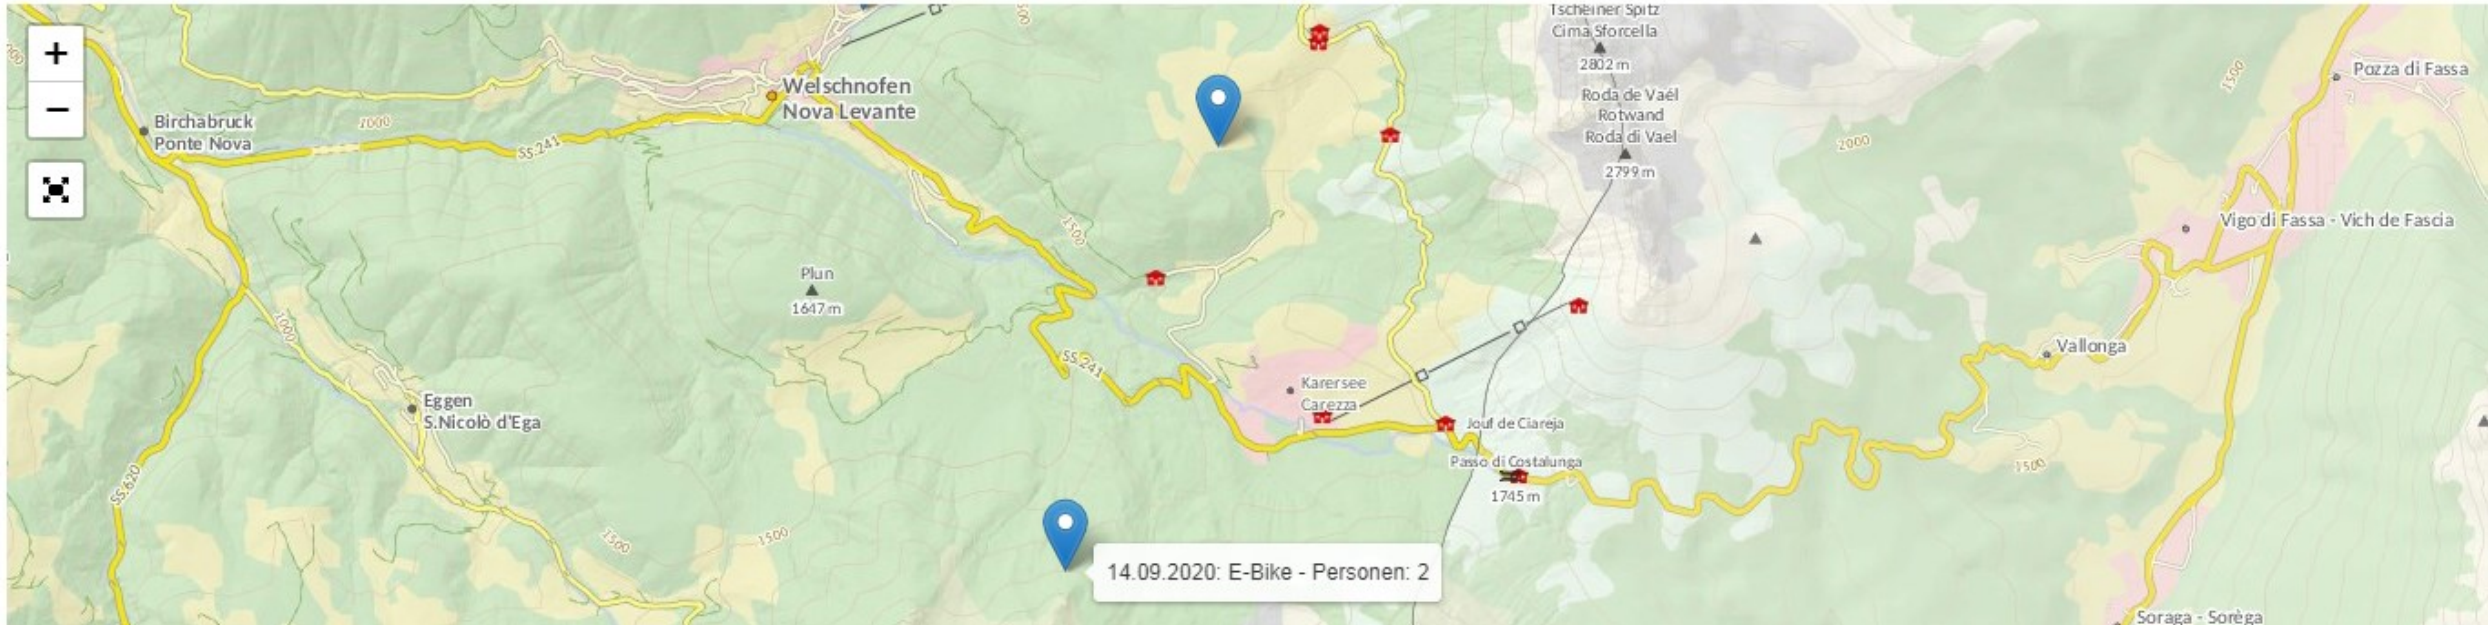 +
−
Birchabruck
Ponte Nova
Welschnofen
Nova Levante
1000
SS.241
500
Tscheiner Spitz
Cima Sforcella
2802 m
Roda de Vaél
Rotwand
Roda di Vael
2799 m
2000
1500
Pozza di Fassa
Vigo di Fassa - Vich de Fascia
Plun
1647 m
1500
1000
SS.241
Eggen
S.Nicolò d'Ega
SS.620
Karersee
Carezza
Jouf de Ciareja
Passo di Costalunga
1745 m
Vallonga
1500
1500
1500
14.09.2020: E-Bike - Personen: 2
Soraga - Sorèga